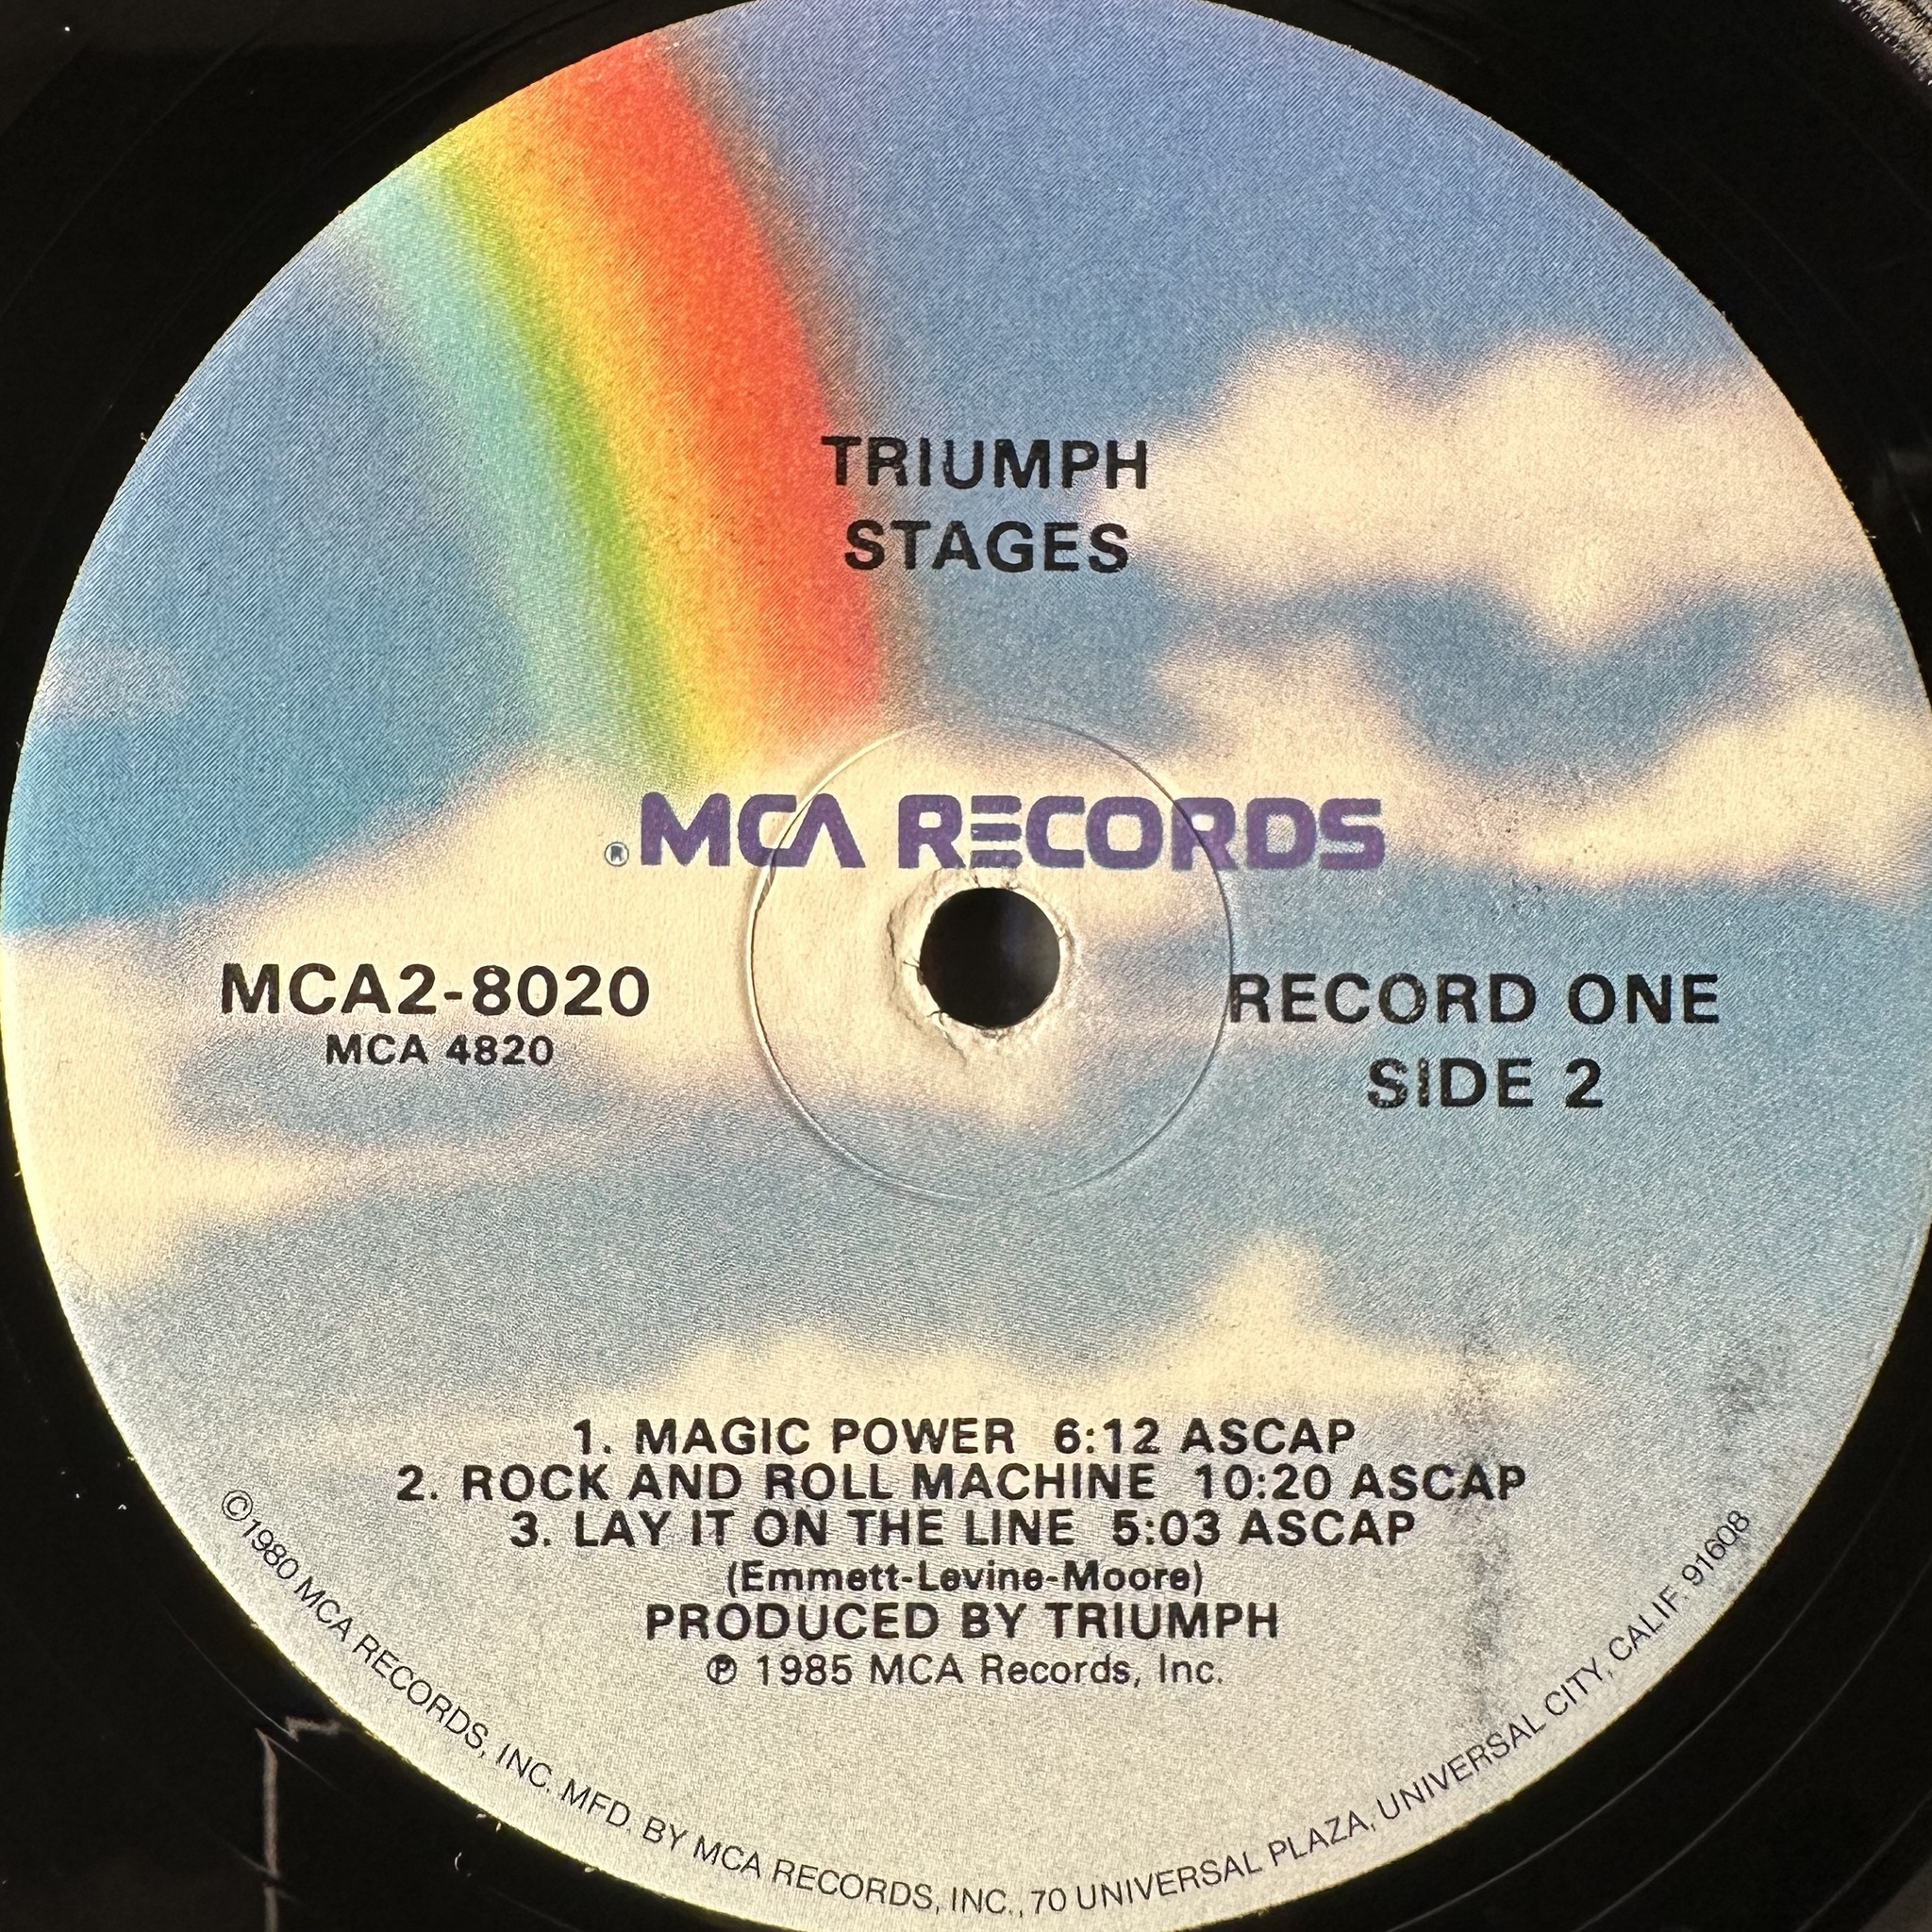 TRIUMPH
STAGES
® MCA RECORDS
MCA2-8020
MCA 4820
RECORD ONE
SIDE 2
1. MAGIC POWER 6:12 ASCAP
2. ROCK AND ROLL MACHINE 10:20 ASCAP
3. LAY IT ON THE LINE 5:03 ASCAP
(Emmett-Levine-Moore)
PRODUCED BY TRIUMPH
℗ 1985 MCA Records, Inc.
©1980 MCA RECORDS, INC. MFD. BY MCA RECORDS, INC., 70 UNIVERSAL PLAZA, UNIVERSAL CITY, CALIF. 91608